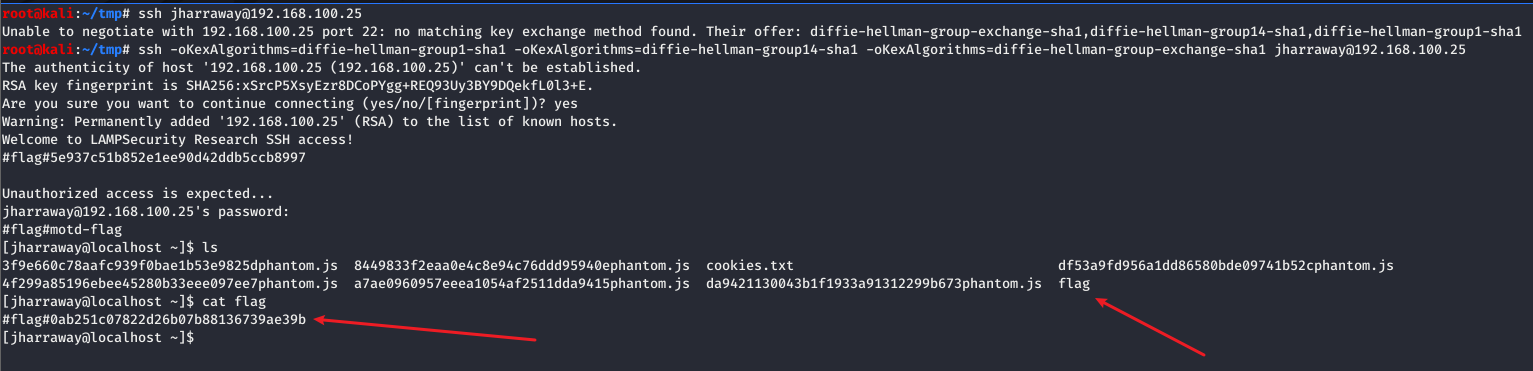 root@kali:~/tmp# ssh jharraway@192.168.100.25
Unable to negotiate with 192.168.100.25 port 22: no matching key exchange method found. Their offer: diffie-hellman-group-exchange-sha1,diffie-hellman-group14-sha1,diffie-hellman-group1-sha1
root@kali:~/tmp# ssh -oKexAlgorithms=diffie-hellman-group1-sha1 -oKexAlgorithms=diffie-hellman-group14-sha1 -oKexAlgorithms=diffie-hellman-group-exchange-sha1 jharraway@192.168.100.25
The authenticity of host '192.168.100.25 (192.168.100.25)' can't be established.
RSA key fingerprint is SHA256:xSrcP5XsyEzr8DCoPYgg+REQ93Uy3BY9DQekfL0l3+E.
Are you sure you want to continue connecting (yes/no/[fingerprint])? yes
Warning: Permanently added '192.168.100.25' (RSA) to the list of known hosts.
Welcome to LAMPSecurity Research SSH access!
#flag#5e937c51b852e1ee90d42ddb5ccb8997

Unauthorized access is expected...
jharraway@192.168.100.25's password:
#flag#motd-flag
[jharraway@localhost ~]$ ls
3f9e660c78aafc939f0bae1b53e9825dphantom.js  8449833f2eaa0e4c8e94c76ddd95940ephantom.js  cookies.txt  df53a9fd956a1dd86580bde09741b52cphantom.js
4f299a85196ebee45280b33eee097ee7phantom.js  a7ae0960957eeea1054af2511dda9415phantom.js  da9421130043b1f1933a91312299b673phantom.js  flag
[jharraway@localhost ~]$ cat flag
#flag#0ab251c07822d26b07b88136739ae39b
[jharraway@localhost ~]$